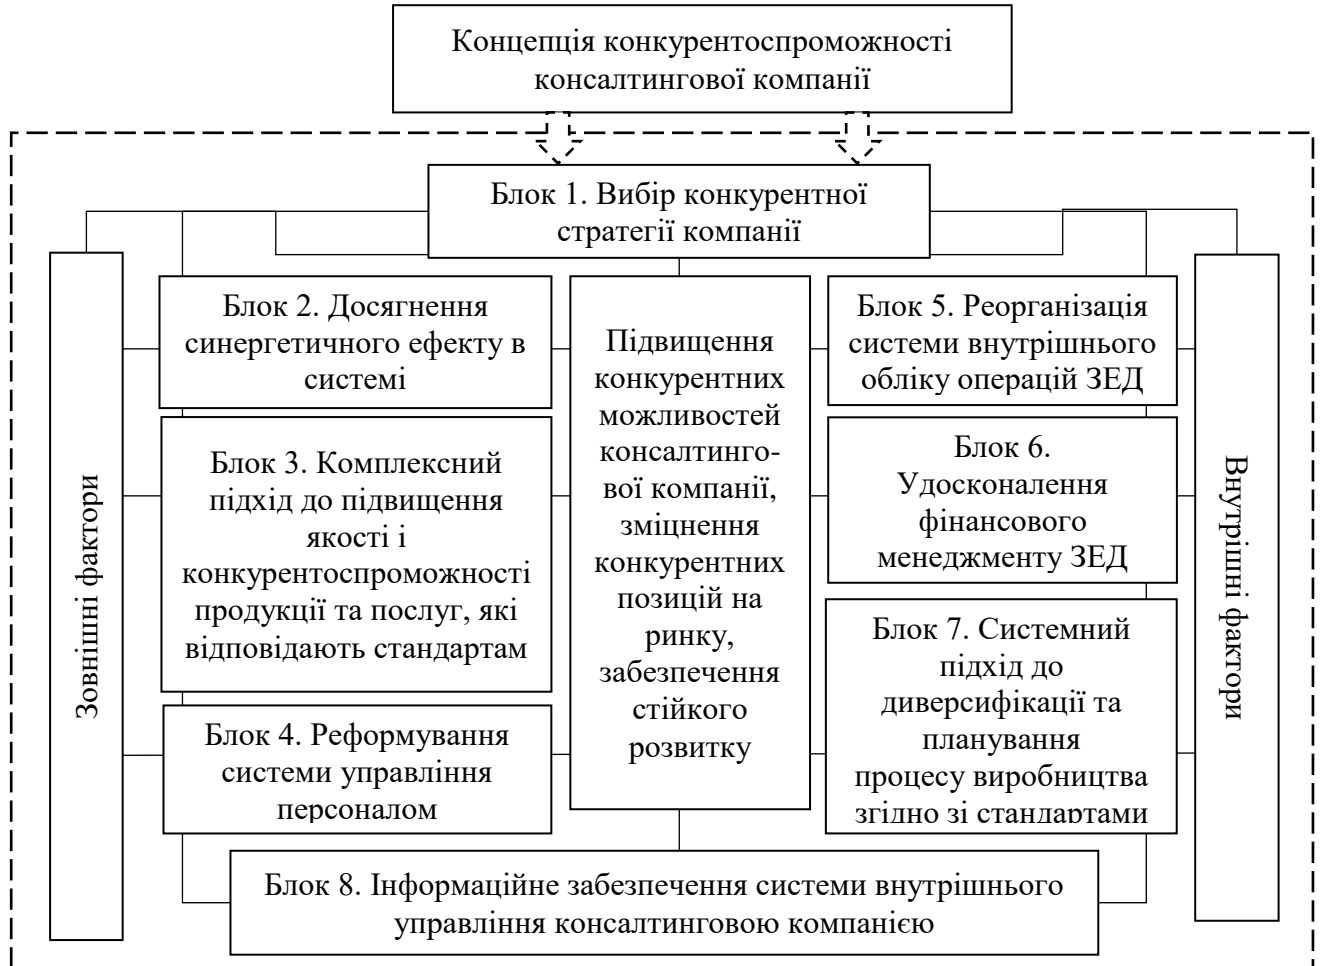 Концепція конкурентоспроможності
консалтингової компанії
Блок 1. Вибір конкурентної
стратегії компанії
Зовнішні фактори
Блок 2. Досягнення
синергетичного ефекту в
системі
Блок 3. Комплексний
підхід до підвищення
якості і
конкурентоспроможності
продукції та послуг, які
відповідають стандартам
Блок 4. Реформування
системи управління
персоналом
Підвищення
конкурентних
можливостей
консалтинго-
вої компанії,
зміцнення
конкурентних
позицій на
ринку,
забезпечення
стійкого
розвитку
Блок 5. Реорганізація
системи внутрішнього
обліку операцій ЗЕД
Блок 6.
Удосконалення
фінансового
менеджменту ЗЕД
Блок 7. Системний
підхід до
диверсифікації та
планування
процесу виробництва
згідно зі стандартами
Внутрішні фактори
Блок 8. Інформаційне забезпечення системи внутрішнього
управління консалтинговою компанією